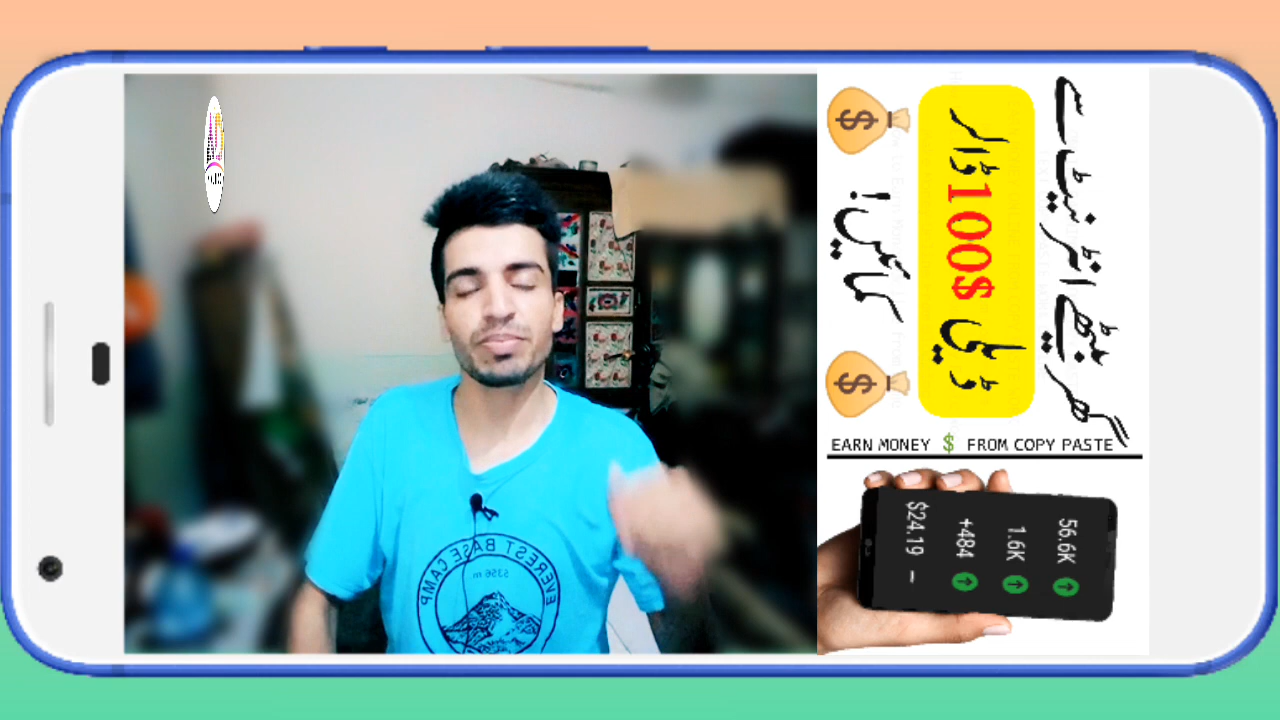 گھر بیٹھے انٹرنیٹ سے
ڈیلی $100 ڈالر
کمائیں!
EARN MONEY $ FROM COPY PASTE
56.6K
1.6K
+484
$24.19 –
EVEREST BASE CAMP
5356 m